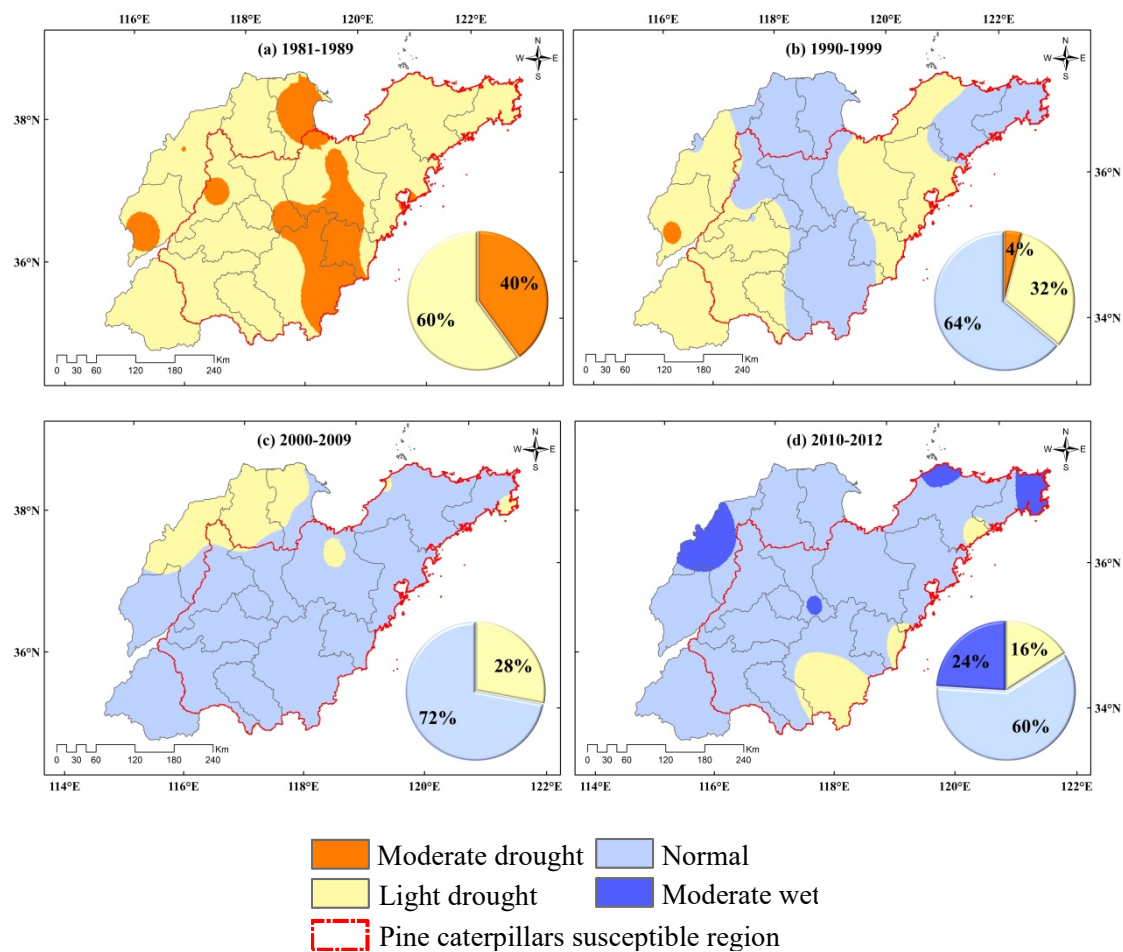 116°E 118°E 120°E 122°E
(a) 1981-1989
N
W E
S
38°N
36°N
40%
60%
Km
0 30 60 120 180 240
116°E 118°E 120°E 122°E
(b) 1990-1999
N
W E
S
36°N
34°N
4%
32%
64%
Km
0 30 60 120 180 240
(c) 2000-2009
N
W E
S
38°N
36°N
28%
72%
Km
0 30 60 120 180 240
114°E 116°E 118°E 120°E 122°E
(d) 2010-2012
N
W E
S
36°N
34°N
24%
16%
60%
Km
0 30 60 120 180 240
114°E 116°E 118°E 120°E 122°E
Moderate drought
Normal
Light drought
Moderate wet
Pine caterpillars susceptible region